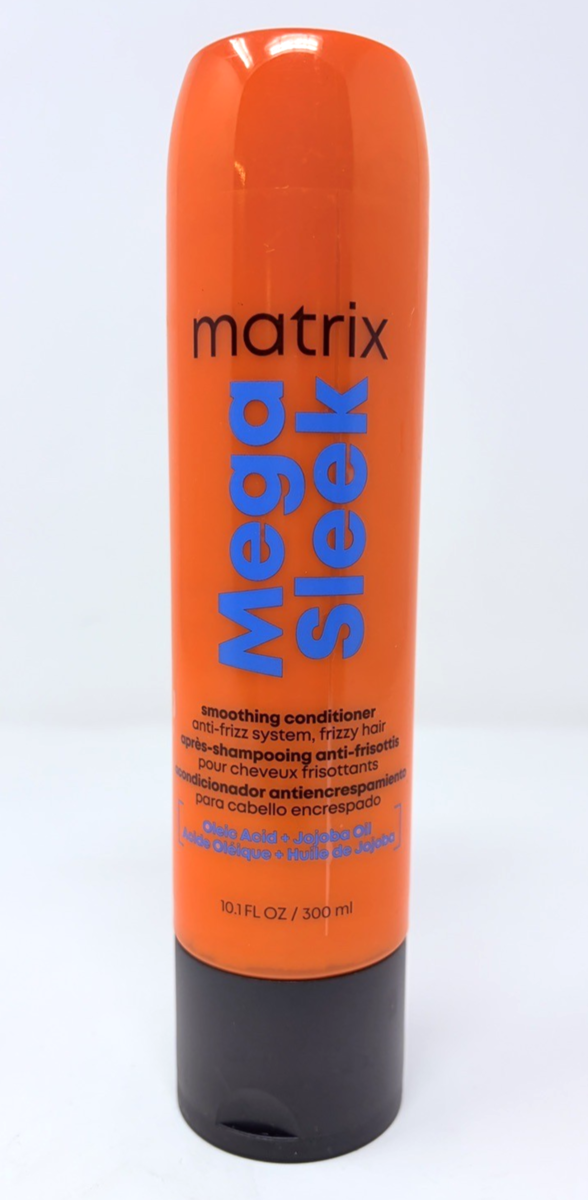 matrix
Mega
Sleek
smoothing conditioner
anti-frizz system, frizzy hair
après-shampooing anti-frisottis
pour cheveux frisottants
acondicionador antiencrespamiento
para cabello encrespado
Oleic Acid + Jojoba Oil
Acide Oléique + Huile de Jojoba
10.1 FL OZ / 300 ml